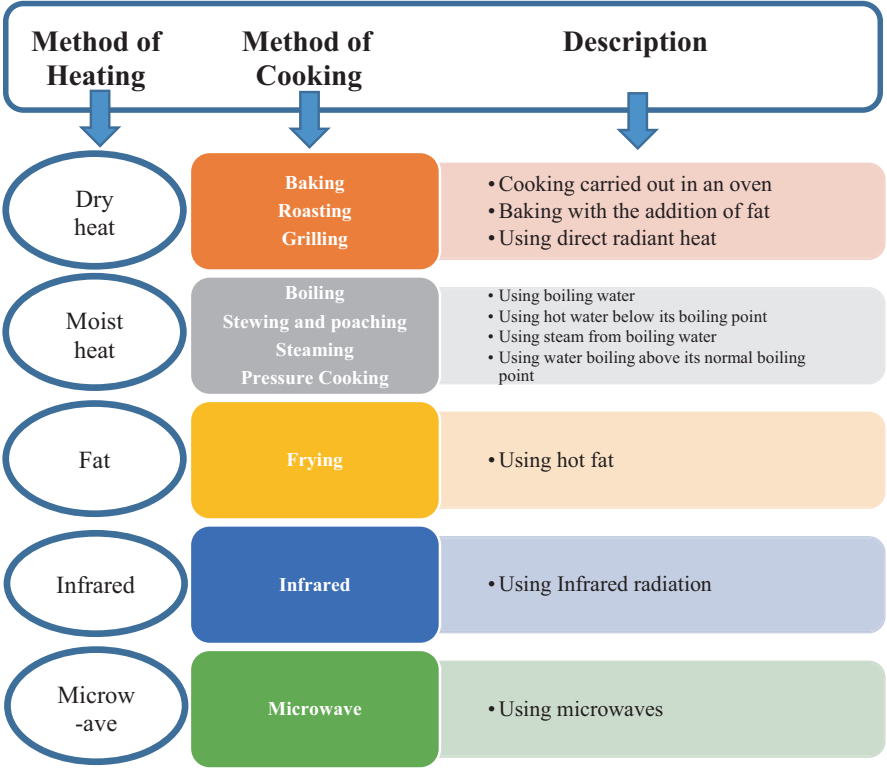 Method of
Heating
Method of
Cooking
Description
Dry
heat
Baking
Roasting
Grilling
• Cooking carried out in an oven
• Baking with the addition of fat
• Using direct radiant heat
Moist
heat
Boiling
Stewing and poaching
Steaming
Pressure Cooking
• Using boiling water
• Using hot water below its boiling point
• Using steam from boiling water
• Using water boiling above its normal boiling
point
Fat
Frying
• Using hot fat
Infrared
Infrared
• Using Infrared radiation
Microw
-ave
Microwave
• Using microwaves